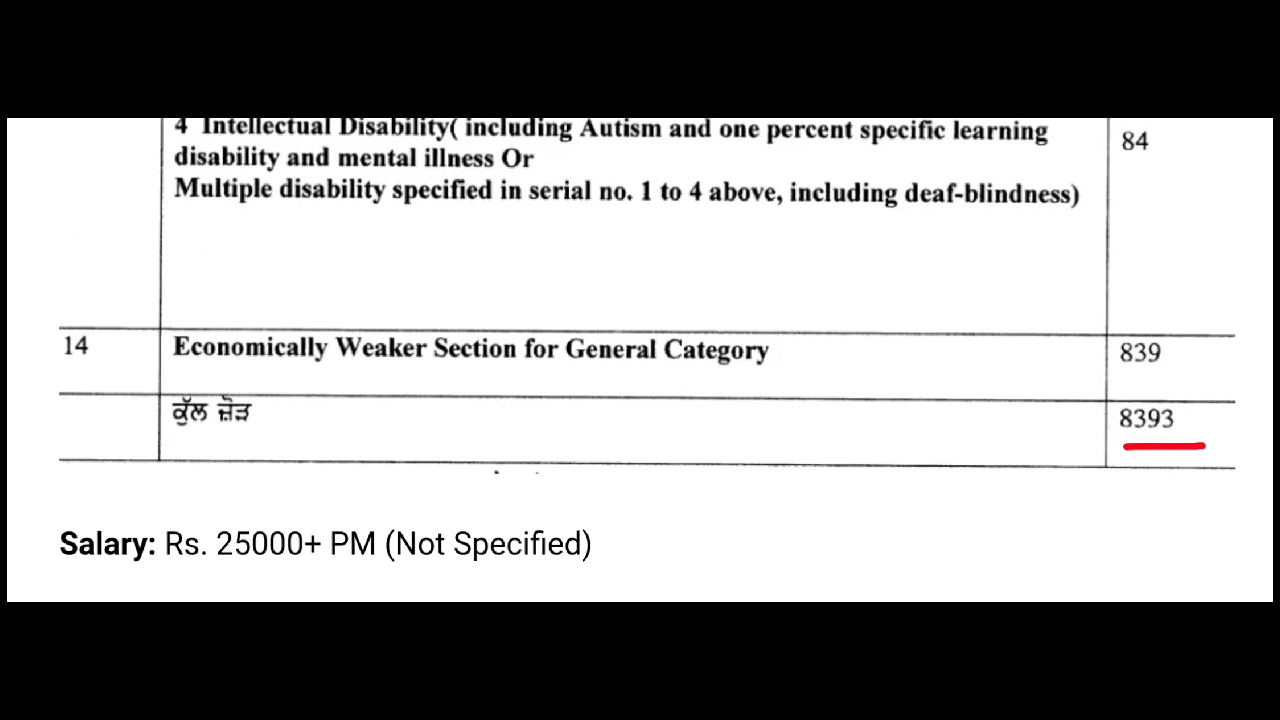 4 Intellectual Disability( including Autism and one percent specific learning
84
disability and mental illness Or
Multiple disability specified in serial no. 1 to 4 above, including deaf-blindness)
14 Economically Weaker Section for General Category 839
ਕੁੱਲ ਜ਼ੋੜ 8393
Salary: Rs. 25000+ PM (Not Specified)